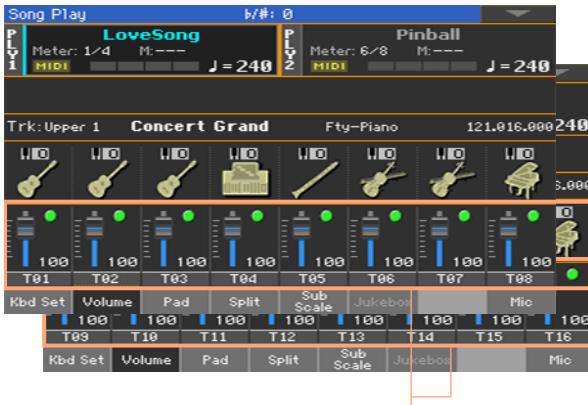 Song Play ♭/#: 0
PLY1 LoveSong
Meter: 1/4 M:---
MIDI ♩=240
PLY2 Pinball
Meter: 6/8 M:---
MIDI ♩=240
Trk: Upper 1 Concert Grand Fty-Piano 121.016.000
240
.000
100 100 100 100 100 100 100 100
T01 T02 T03 T04 T05 T06 T07 T08
Kbd Set Volume Pad Split Sub Scale Jukebox Mic
100 100 100 100 100 100 100 100
T09 T10 T11 T12 T13 T14 T15 T16
Kbd Set Volume Pad Split Sub Scale Jukebox Mic